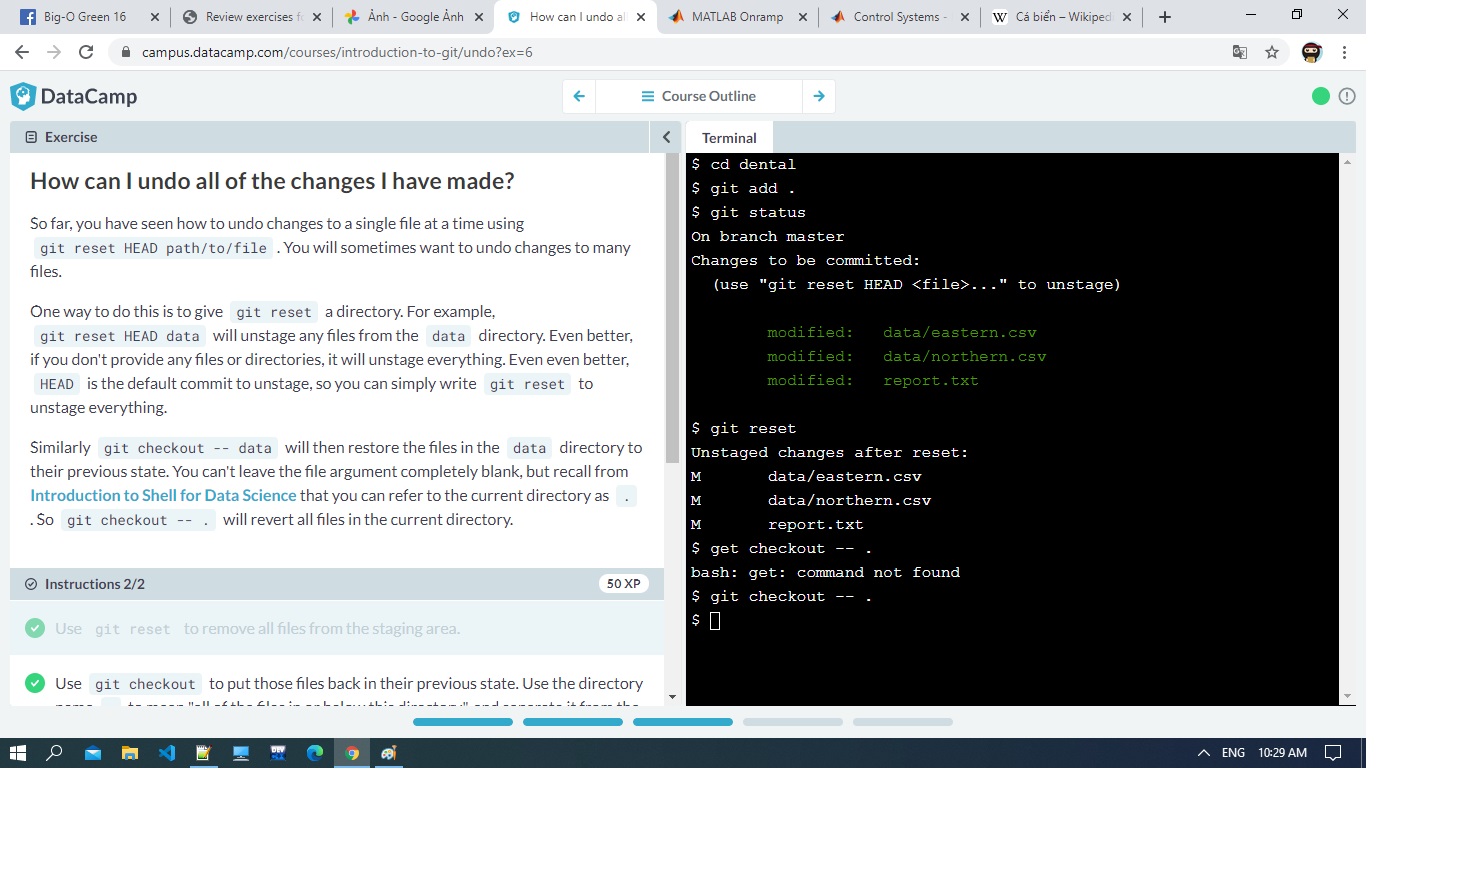 Big-O Green 16
Review exercises f
Ảnh - Google Ảnh
How can I undo al
MATLAB Onramp
Control Systems -
Cá biển – Wikiped
campus.datacamp.com/courses/introduction-to-git/undo?ex=6
DataCamp
Course Outline
Exercise
How can I undo all of the changes I have made?
So far, you have seen how to undo changes to a single file at a time using
git reset HEAD path/to/file . You will sometimes want to undo changes to many
files.
One way to do this is to give git reset a directory. For example,
git reset HEAD data will unstage any files from the data directory. Even better,
if you don't provide any files or directories, it will unstage everything. Even even better,
HEAD is the default commit to unstage, so you can simply write git reset to
unstage everything.
Similarly git checkout -- data will then restore the files in the data directory to
their previous state. You can't leave the file argument completely blank, but recall from
Introduction to Shell for Data Science that you can refer to the current directory as .
. So git checkout -- . will revert all files in the current directory.
Instructions 2/2
50 XP
Use git reset to remove all files from the staging area.
Use git checkout to put those files back in their previous state. Use the directory
Terminal
$ cd dental
$ git add .
$ git status
On branch master
Changes to be committed:
(use "git reset HEAD <file>..." to unstage)
modified: data/eastern.csv
modified: data/northern.csv
modified: report.txt
$ git reset
Unstaged changes after reset:
M data/eastern.csv
M data/northern.csv
M report.txt
$ get checkout -- .
bash: get: command not found
$ git checkout -- .
$
ENG
10:29 AM